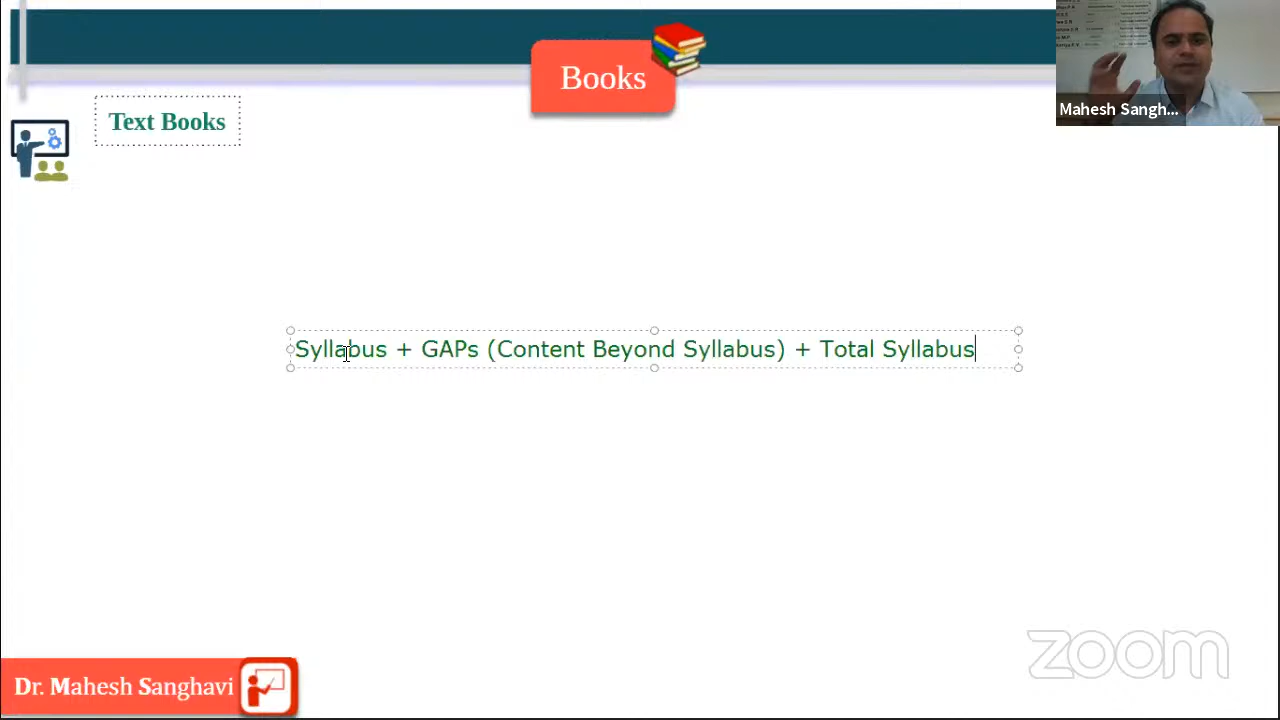 Books
Mahesh Sangh...
Text Books
Syllabus + GAPs (Content Beyond Syllabus) + Total Syllabus
zoom
Dr. Mahesh Sanghavi